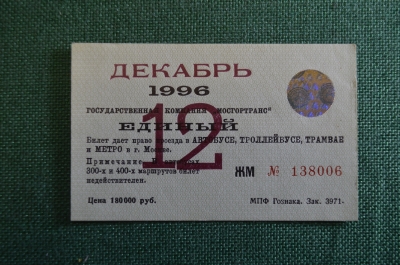 ДЕКАБРЬ
1996
ГОСУДАРСТВЕННАЯ КОМПАНИЯ "МОСГОРТРАНС"
12
ЕДИНЫЙ
Билет дает право проезда в АВТОБУСЕ, ТРОЛЛЕЙБУСЕ, ТРАМВАЕ
и МЕТРО в г. Москве.
Примечание. В автобусах
300-х и 400-х маршрутов билет
недействителен.
ЖМ № 138006
Цена 180000 руб. МПФ Гознака. Зак. 3971.